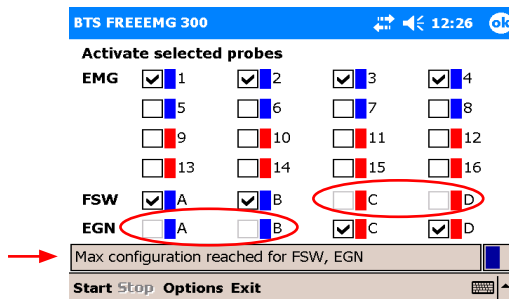 BTS FREEEMG 300 12:26 ok
Activate selected probes
EMG 1 2 3 4
5 6 7 8
9 10 11 12
13 14 15 16
FSW A B C D
EGN A B C D
Max configuration reached for FSW, EGN
Start Stop Options Exit